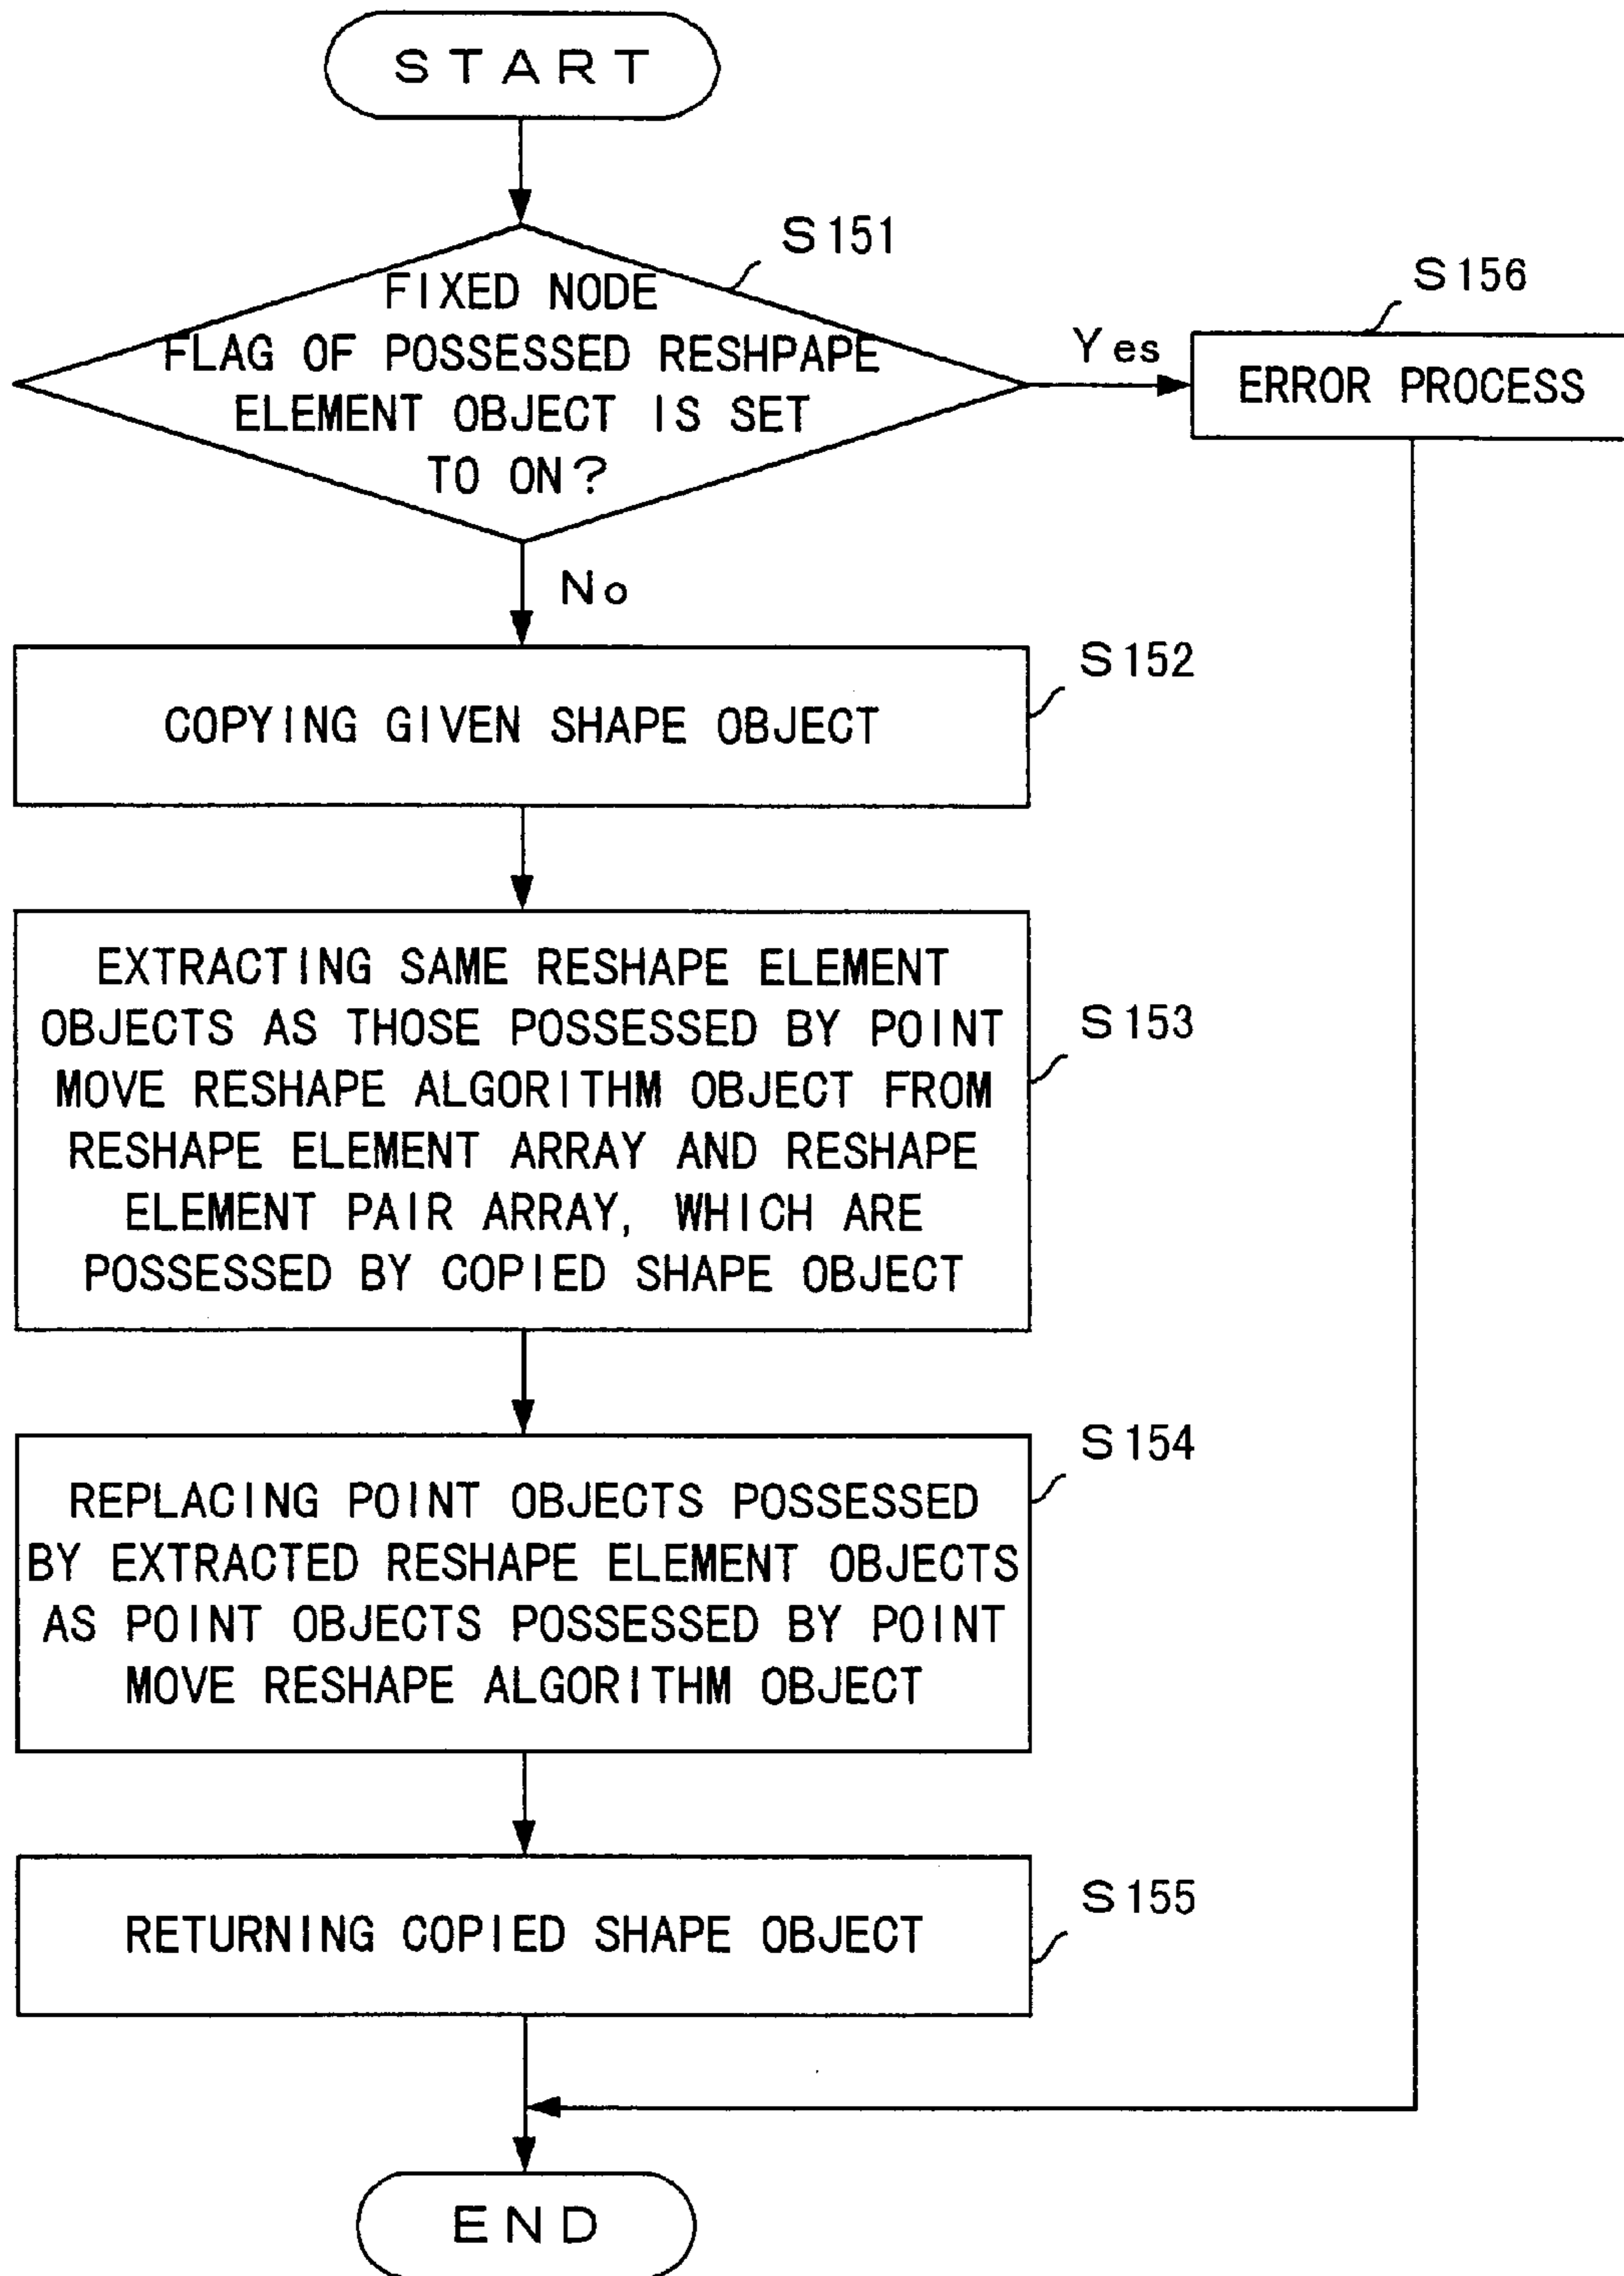 START
S151
FIXED NODE
FLAG OF POSSESSED RESHPAPE
ELEMENT OBJECT IS SET
TO ON?
Yes
S156
ERROR PROCESS
No
S152
COPYING GIVEN SHAPE OBJECT
S153
EXTRACTING SAME RESHAPE ELEMENT
OBJECTS AS THOSE POSSESSED BY POINT
MOVE RESHAPE ALGORITHM OBJECT FROM
RESHAPE ELEMENT ARRAY AND RESHAPE
ELEMENT PAIR ARRAY, WHICH ARE
POSSESSED BY COPIED SHAPE OBJECT
S154
REPLACING POINT OBJECTS POSSESSED
BY EXTRACTED RESHAPE ELEMENT OBJECTS
AS POINT OBJECTS POSSESSED BY POINT
MOVE RESHAPE ALGORITHM OBJECT
S155
RETURNING COPIED SHAPE OBJECT
END